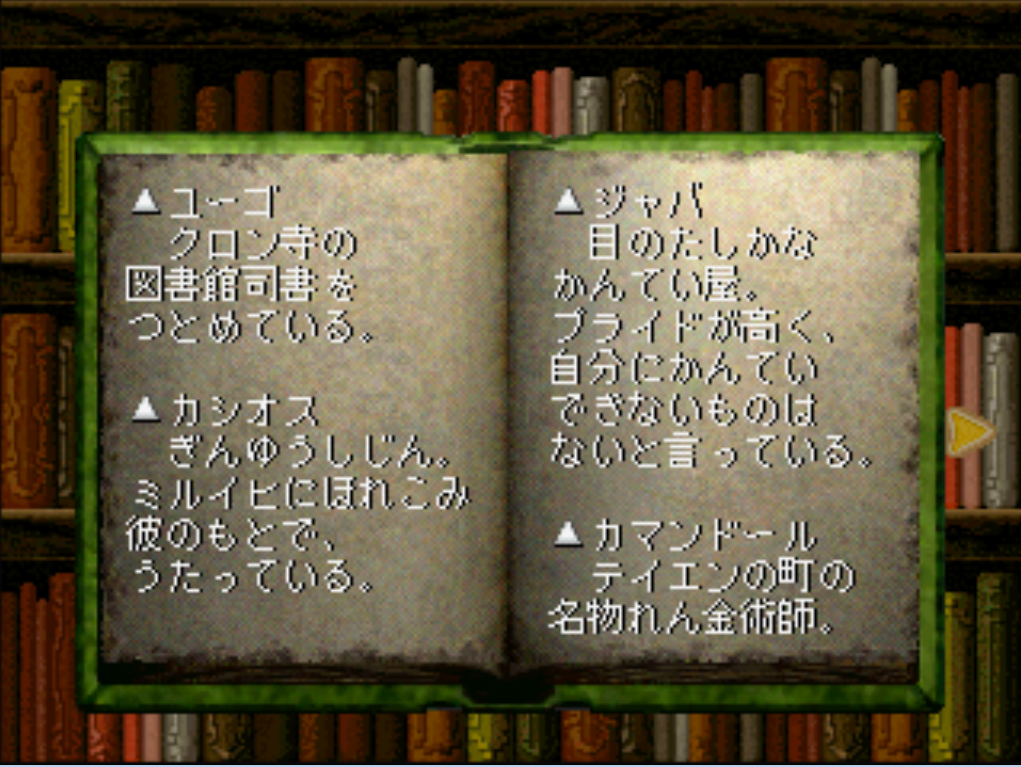 ▲ユーゴ
クロン寺の
図書館司書を
つとめている。
▲カシオス
ぎんゆうしじん。
ミルイヒにほれこみ
彼のもとで、
うたっている。
▲ジャバ
目のたしかな
かんてい屋。
プライドが高く、
自分にかんてい
できないものは
ないと言っている。
▲カマンドール
テイエンの町の
名物れん金術師。